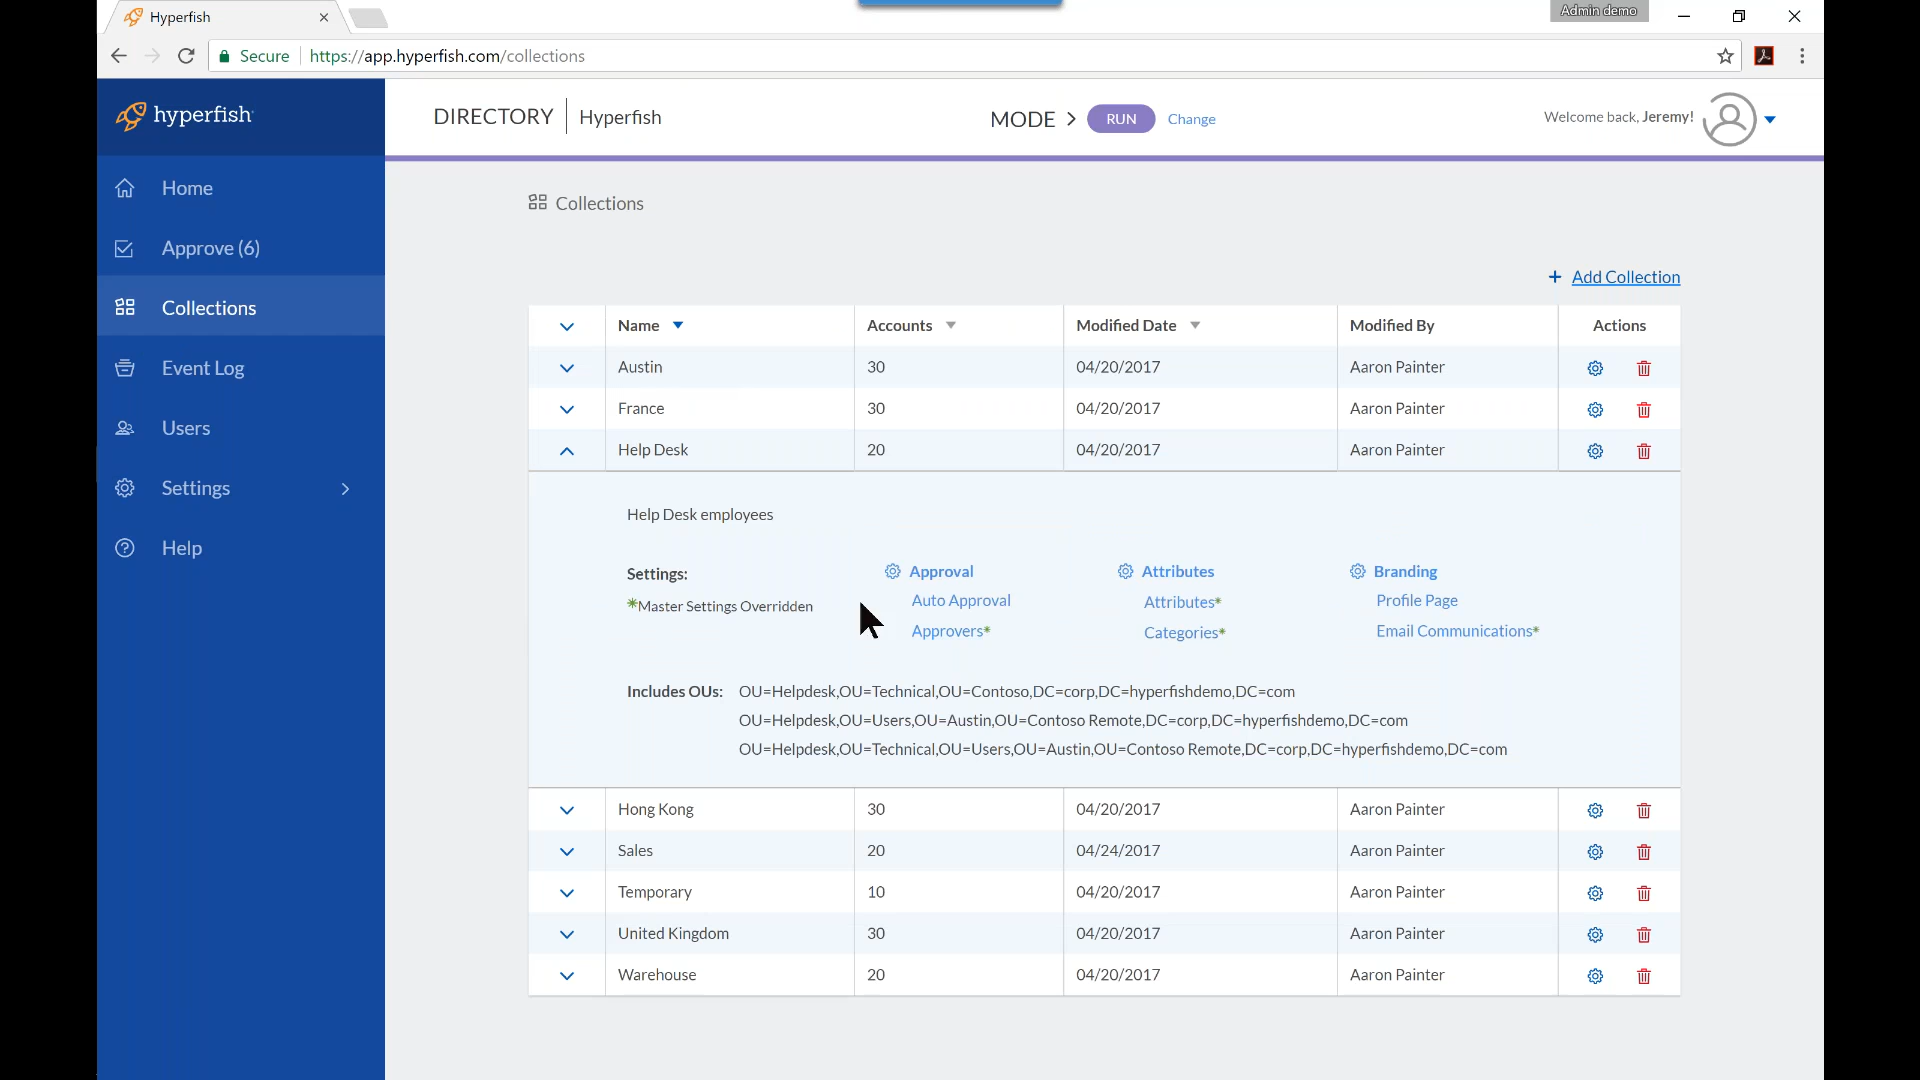 Hyperfish
Admin demo
Secure https://app.hyperfish.com/collections
hyperfish
DIRECTORY Hyperfish
MODE > RUN Change
Welcome back, Jeremy!
Home
Approve (6)
Collections
Event Log
Users
Settings
Help
Collections
+ Add Collection
Name Accounts Modified Date Modified By Actions
Austin 30 04/20/2017 Aaron Painter
France 30 04/20/2017 Aaron Painter
Help Desk 20 04/20/2017 Aaron Painter
Help Desk employees
Settings: Approval Attributes Branding
*Master Settings Overridden Auto Approval Attributes* Profile Page
Approvers* Categories* Email Communications*
Includes OUs: OU=Helpdesk,OU=Technical,OU=Contoso,DC=corp,DC=hyperfishdemo,DC=com
OU=Helpdesk,OU=Users,OU=Austin,OU=Contoso Remote,DC=corp,DC=hyperfishdemo,DC=com
OU=Helpdesk,OU=Technical,OU=Users,OU=Austin,OU=Contoso Remote,DC=corp,DC=hyperfishdemo,DC=com
Hong Kong 30 04/20/2017 Aaron Painter
Sales 20 04/24/2017 Aaron Painter
Temporary 10 04/20/2017 Aaron Painter
United Kingdom 30 04/20/2017 Aaron Painter
Warehouse 20 04/20/2017 Aaron Painter